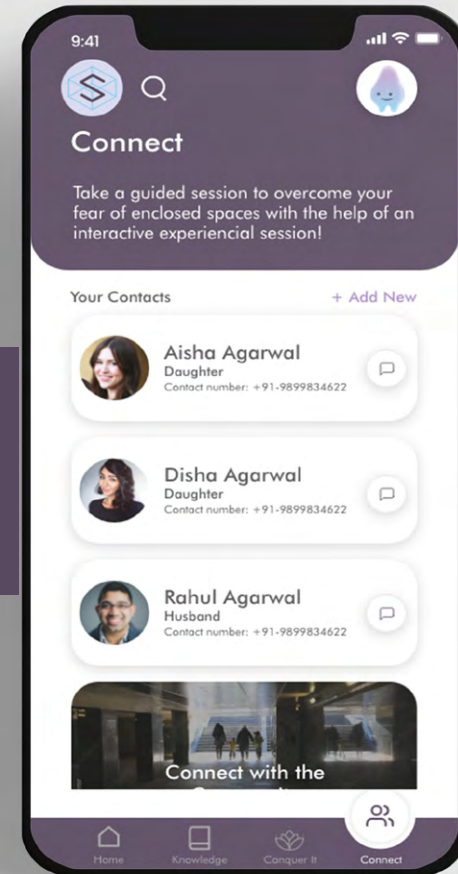 9:41
S
Connect
Take a guided session to overcome your
fear of enclosed spaces with the help of an
interactive experiencial session!
Your Contacts
+ Add New
Aisha Agarwal
Daughter
Contact number: +91-9899834622
Disha Agarwal
Daughter
Contact number: +91-9899834622
Rahul Agarwal
Husband
Contact number: +91-9899834622
Connect with the
Home Knowledge Conquer It Connect